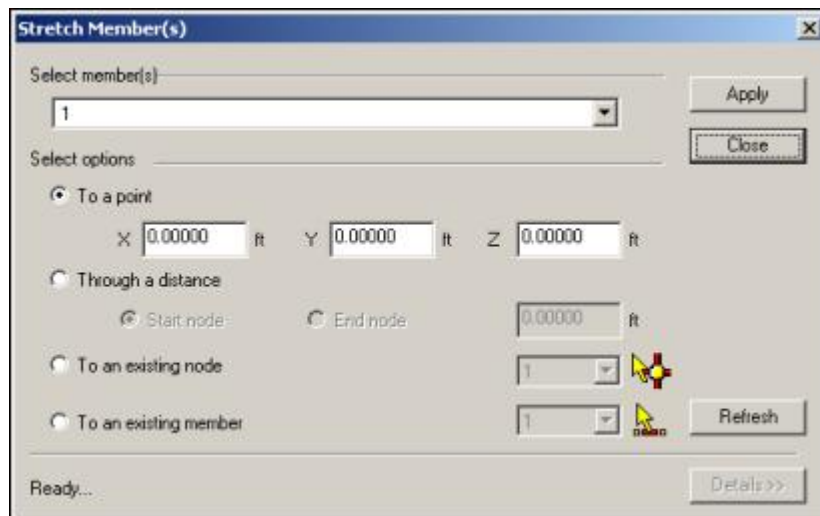 Stretch Member(s)
Select member(s)
1
Apply
Close
Select options
To a point
X 0.00000 ft Y 0.00000 ft Z 0.00000 ft
Through a distance
Start node End node 0.00000 ft
To an existing node 1
To an existing member 1 Refresh
Ready... Details >>